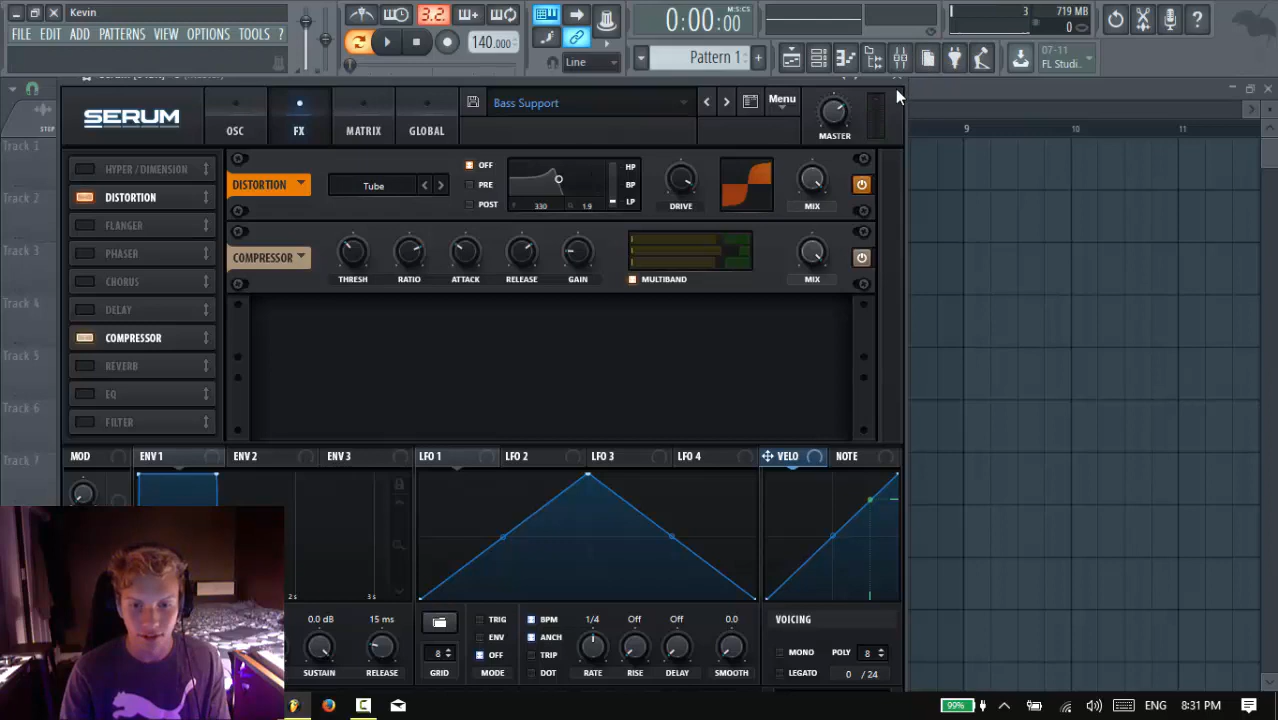 Kevin
3.2.
0:00:00
M:S:CS
3
719 MB
0
FILE EDIT ADD PATTERNS VIEW OPTIONS TOOLS ?
140.000
Line
Pattern 1
07-11
FL Studi..
SERUM
OSC
FX
MATRIX
GLOBAL
Bass Support
Menu
MASTER
9
10
11
STEP
Track 1
Track 2
Track 3
Track 4
Track 5
Track 6
Track 7
HYPER / DIMENSION
DISTORTION
FLANGER
PHASER
CHORUS
DELAY
COMPRESSOR
REVERB
EQ
FILTER
DISTORTION
Tube
OFF
PRE
POST
330
1.9
HP
BP
LP
DRIVE
MIX
COMPRESSOR
THRESH
RATIO
ATTACK
RELEASE
GAIN
MULTIBAND
MIX
MOD
ENV 1
ENV 2
ENV 3
LFO 1
LFO 2
LFO 3
LFO 4
VELO
NOTE
2s
3s
0.0 dB
15 ms
SUSTAIN
RELEASE
8
GRID
TRIG
ENV
OFF
MODE
BPM
ANCH
TRIP
DOT
1/4
Off
Off
0.0
RATE
RISE
DELAY
SMOOTH
VOICING
MONO
POLY
8
LEGATO
0 / 24
99%
ENG
8:31 PM